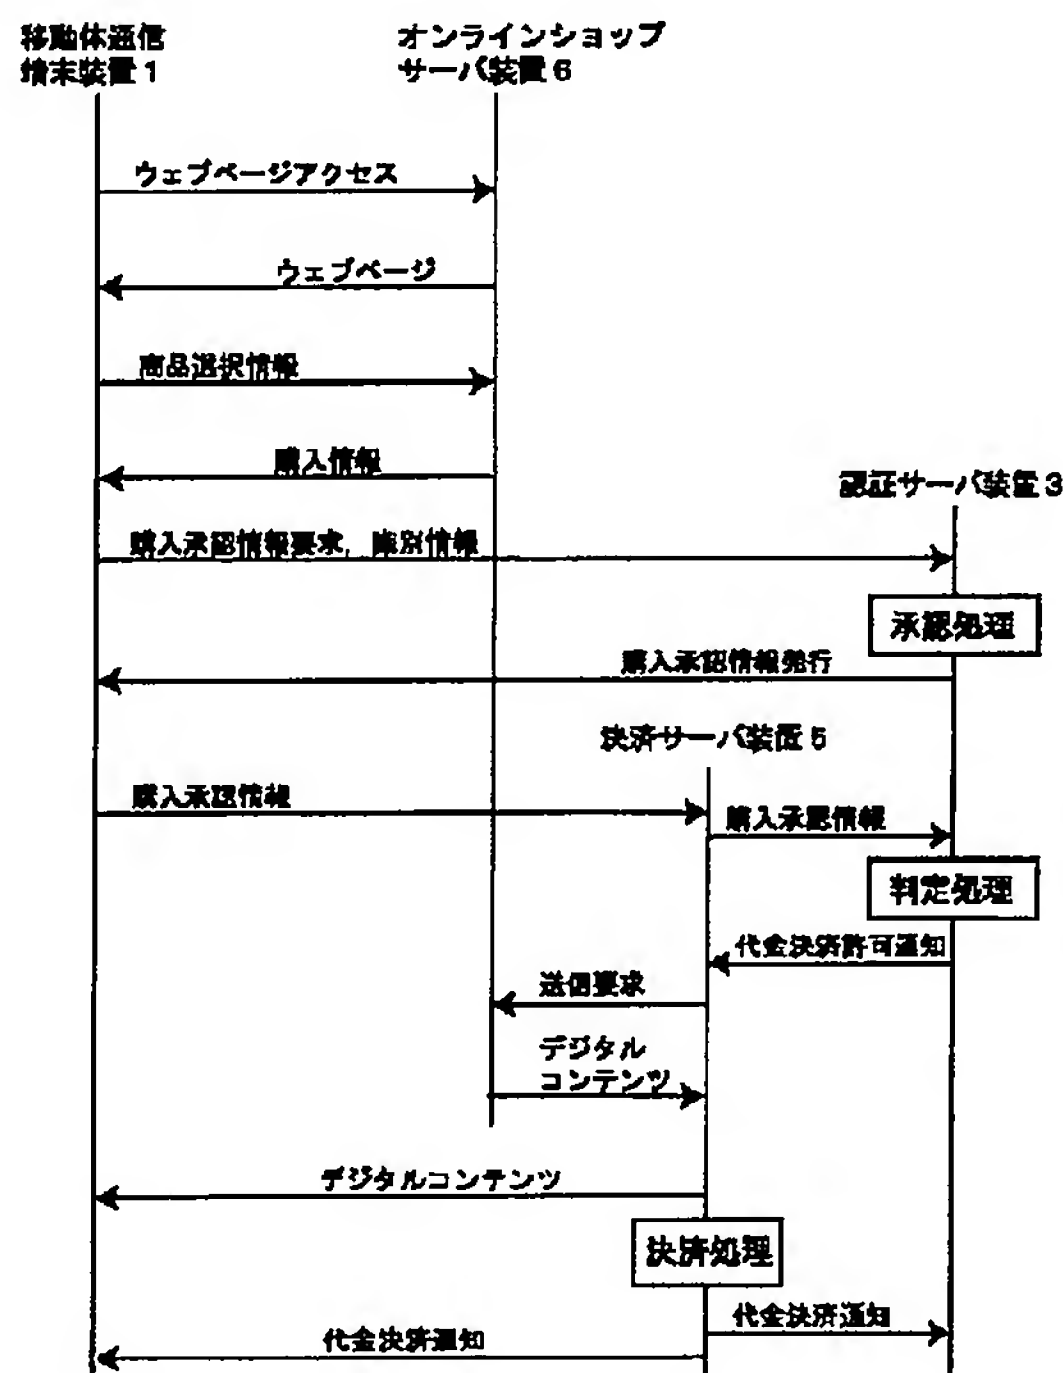 移動体通信
端末装置1
オンラインショップ
サーバ装置6
ウェブページアクセス
ウェブページ
商品選択情報
購入情報
認証サーバ装置3
購入承認情報要求，識別情報
承認処理
購入承認情報発行
決済サーバ装置5
購入承認情報
購入承認情報
判定処理
代金決済許可通知
送信要求
デジタル
コンテンツ
デジタルコンテンツ
決済処理
代金決済通知
代金決済通知